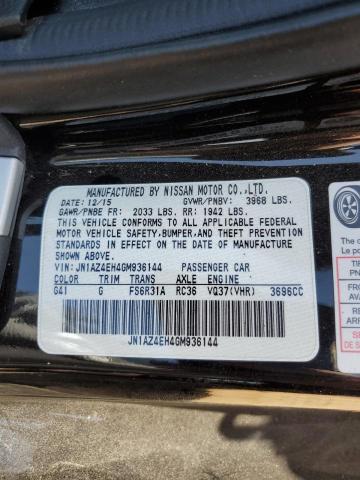 MANUFACTURED BY NISSAN MOTOR CO.,LTD.
DATE: 12/15 GVWR/PNBV: 3968 LBS.
GAWR/PNBE FR: 2033 LBS. RR: 1942 LBS.
THIS VEHICLE CONFORMS TO ALL APPLICABLE FEDERAL
MOTOR VEHICLE SAFETY,BUMPER,AND THEFT PREVENTION
STANDARDS IN EFFECT ON THE DATE OF MANUFACTURE
SHOWN ABOVE.
VIN: JN1AZ4EH4GM936144 PASSENGER CAR
COLOR TRIM TRANS AXLE ENGINE
G41 G FS6R31A RC36 VQ37(VHR) 3696CC
JN1AZ4EH4GM936144